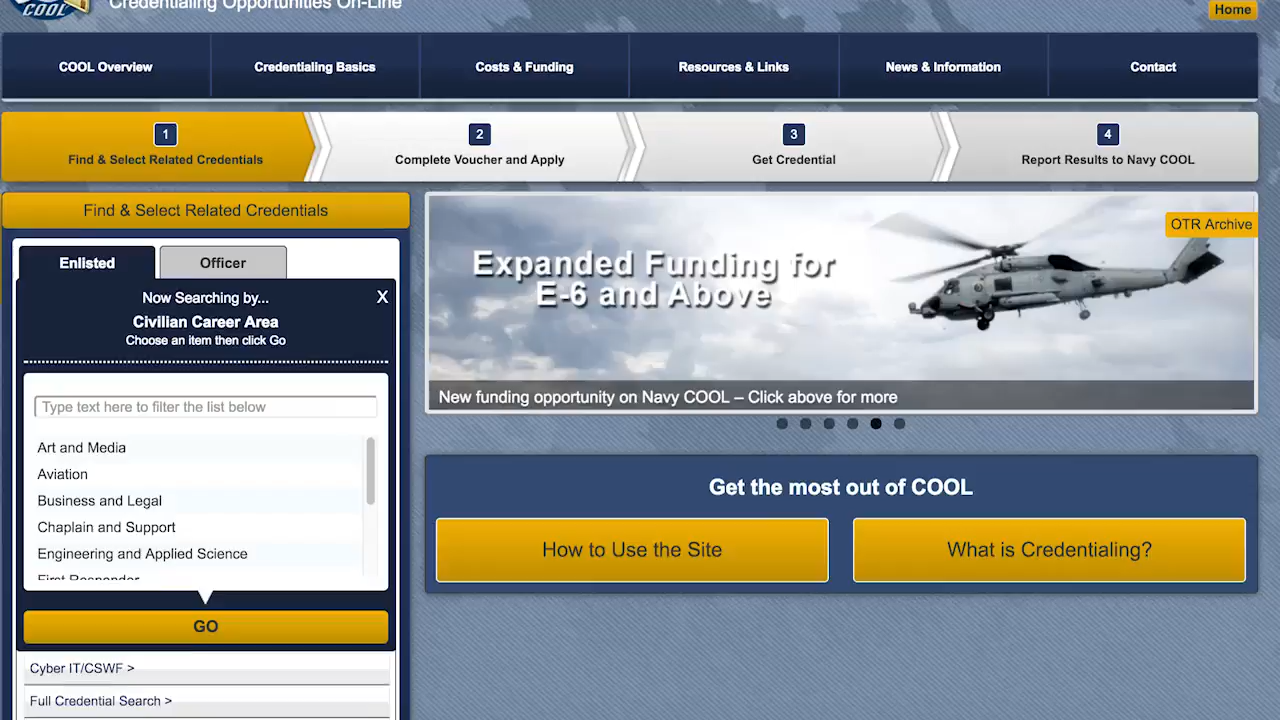 COOL
Credentialing Opportunities On-Line
Home
COOL Overview
Credentialing Basics
Costs & Funding
Resources & Links
News & Information
Contact
1
Find & Select Related Credentials
2
Complete Voucher and Apply
3
Get Credential
4
Report Results to Navy COOL
Find & Select Related Credentials
Enlisted
Officer
Now Searching by...
X
Civilian Career Area
Choose an item then click Go
Type text here to filter the list below
Art and Media
Aviation
Business and Legal
Chaplain and Support
Engineering and Applied Science
First Responder
GO
Cyber IT/CSWF >
Full Credential Search >
OTR Archive
Expanded Funding for
E-6 and Above
New funding opportunity on Navy COOL – Click above for more
Get the most out of COOL
How to Use the Site
What is Credentialing?